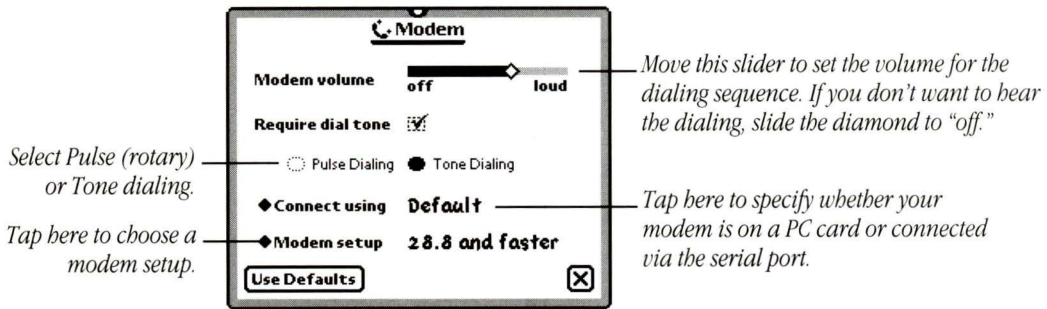 Modem
Modem volume
off loud
Require dial tone
Pulse Dialing Tone Dialing
Connect using Default
Modem setup 28.8 and faster
Use Defaults
Select Pulse (rotary)
or Tone dialing.
Tap here to choose a
modem setup.
Move this slider to set the volume for the
dialing sequence. If you don't want to hear
the dialing, slide the diamond to “off.”
Tap here to specify whether your
modem is on a PC card or connected
via the serial port.